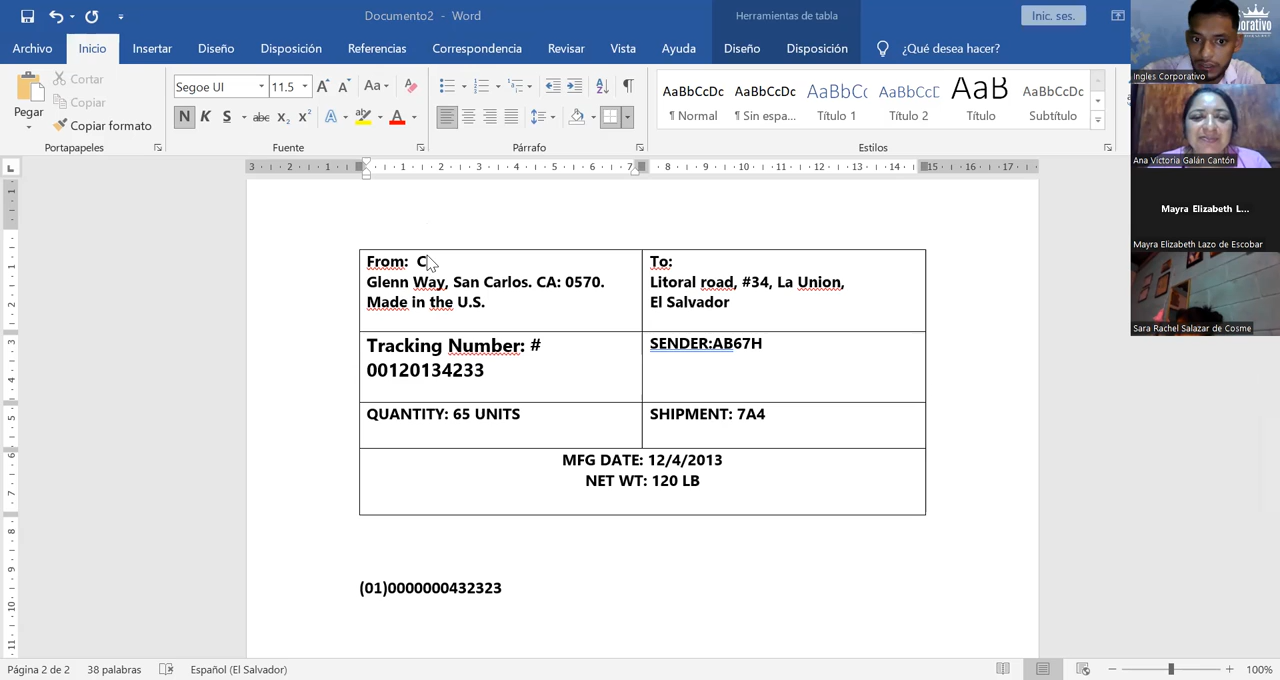 Documento2 - Word
Herramientas de tabla
Inic. ses.
Archivo Inicio Insertar Diseño Disposición Referencias Correspondencia Revisar Vista Ayuda Diseño Disposición ¿Qué desea hacer?
Pegar
Cortar
Copiar
Copiar formato
Portapapeles
Segoe UI 11.5
Fuente
Párrafo
AaBbCcDc AaBbCcDc AaBbCc AaBbCcD AaB AaBbCcDc
¶ Normal ¶ Sin espa... Título 1 Título 2 Título Subtítulo
Estilos
From: C
Glenn Way, San Carlos. CA: 0570.
Made in the U.S.
To:
Litoral road, #34, La Union,
El Salvador
Tracking Number: #
00120134233
SENDER:AB67H
QUANTITY: 65 UNITS
SHIPMENT: 7A4
MFG DATE: 12/4/2013
NET WT: 120 LB
(01)0000000432323
Página 2 de 2 38 palabras Español (El Salvador) 100%
Ingles Corporativo
Ana Victoria Galán Cantón
Mayra Elizabeth L...
Mayra Elizabeth Lazo de Escobar
Sara Rachel Salazar de Cosme